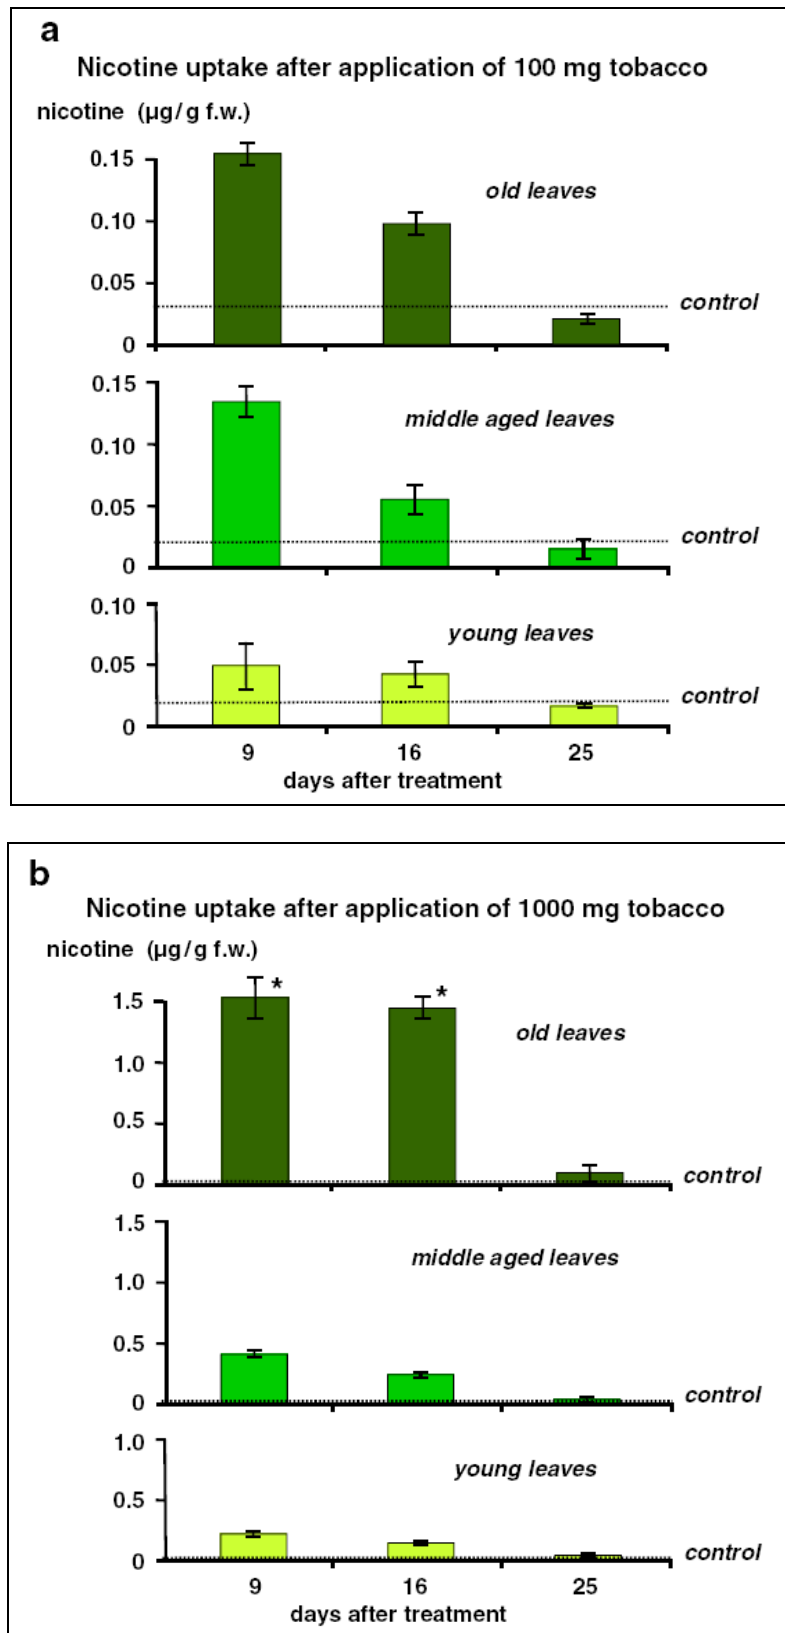 a
Nicotine uptake after application of 100 mg tobacco
nicotine (µg/g f.w.)
0.15
old leaves
0.10
0.05
control
0
0.15
middle aged leaves
0.10
0.05
control
0
0.10
young leaves
0.05
control
0
9 16 25
days after treatment
b
Nicotine uptake after application of 1000 mg tobacco
nicotine (µg/g f.w.)
* *
1.5
old leaves
1.0
0.5
control
0
1.5
middle aged leaves
1.0
0.5
control
0
1.0
young leaves
0.5
control
0
9 16 25
days after treatment